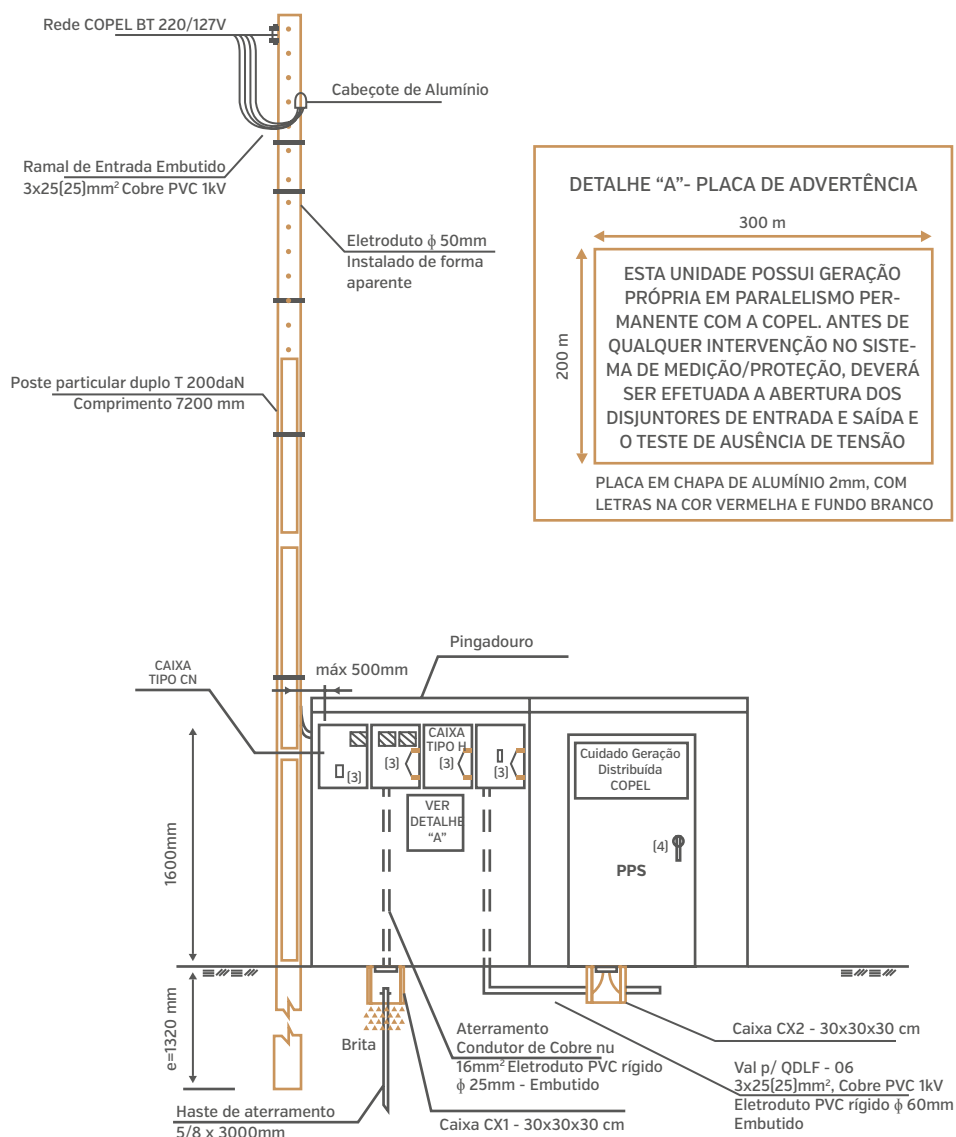 Rede COPEL BT 220/127V
Cabeçote de Alumínio
Ramal de Entrada Embutido
3x25(25)mm² Cobre PVC 1kV
Eletroduto ϕ 50mm
Instalado de forma
aparente
Poste particular duplo T 200daN
Comprimento 7200 mm
DETALHE “A”- PLACA DE ADVERTÊNCIA
300 m
200 m
ESTA UNIDADE POSSUI GERAÇÃO
PRÓPRIA EM PARALELISMO PER-
MANENTE COM A COPEL. ANTES DE
QUALQUER INTERVENÇÃO NO SISTE-
MA DE MEDIÇÃO/PROTEÇÃO, DEVERÁ
SER EFETUADA A ABERTURA DOS
DISJUNTORES DE ENTRADA E SAÍDA E
O TESTE DE AUSÊNCIA DE TENSÃO
PLACA EM CHAPA DE ALUMÍNIO 2mm, COM
LETRAS NA COR VERMELHA E FUNDO BRANCO
Pingadouro
CAIXA
TIPO CN
máx 500mm
(3)
(3)
CAIXA
TIPO H
(3)
(3)
VER
DETALHE
“A”
Cuidado Geração
Distribuída
COPEL
(4)
PPS
1600mm
e=1320 mm
Brita
Haste de aterramento
5/8 x 3000mm
Aterramento
Condutor de Cobre nu
16mm² Eletroduto PVC rígido
ϕ 25mm - Embutido
Caixa CX1 - 30x30x30 cm
Caixa CX2 - 30x30x30 cm
Val p/ QDLF - 06
3x25(25)mm², Cobre PVC 1kV
Eletroduto PVC rígido ϕ 60mm
Embutido